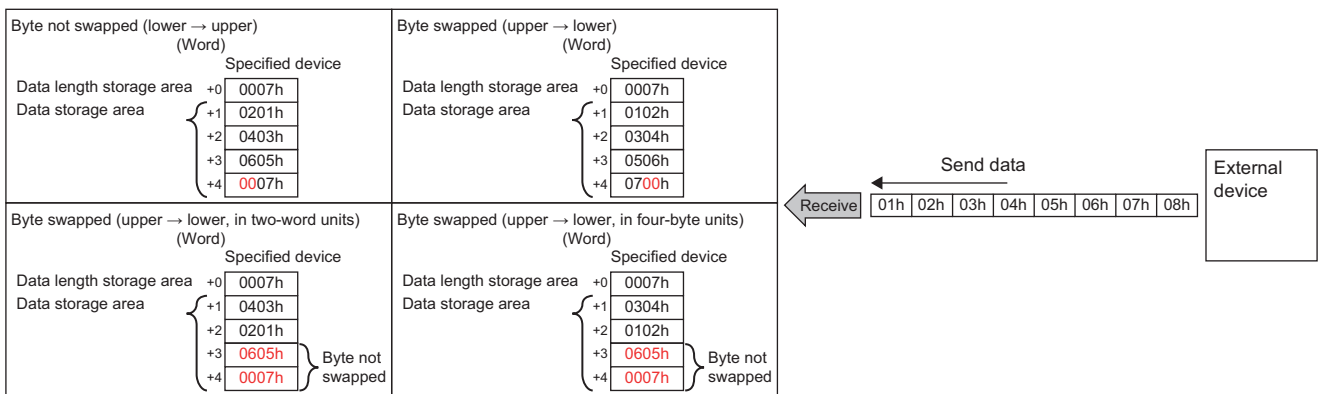 Byte not swapped (lower → upper)
(Word)
Specified device
Data length storage area +0 0007h
Data storage area +1 0201h
+2 0403h
+3 0605h
+4 0007h
Byte swapped (upper → lower)
(Word)
Specified device
Data length storage area +0 0007h
Data storage area +1 0102h
+2 0304h
+3 0506h
+4 0700h
Byte swapped (upper → lower, in two-word units)
(Word)
Specified device
Data length storage area +0 0007h
Data storage area +1 0403h
+2 0201h
+3 0605h
+4 0007h
Byte not
swapped
Byte swapped (upper → lower, in four-byte units)
(Word)
Specified device
Data length storage area +0 0007h
Data storage area +1 0304h
+2 0102h
+3 0605h
+4 0007h
Byte not
swapped
Send data
Receive 01h 02h 03h 04h 05h 06h 07h 08h
External
device